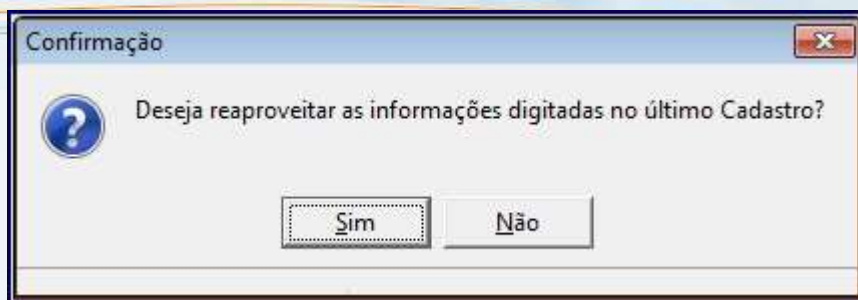 Confirmação
Deseja reaproveitar as informações digitadas no último Cadastro?
Sim
Não